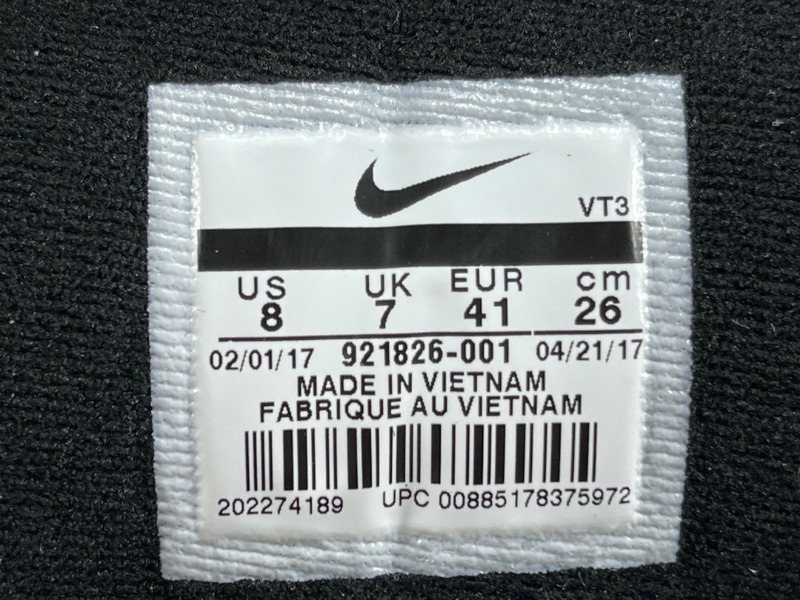 VT3
US UK EUR cm
8 7 41 26
02/01/17 921826-001 04/21/17
MADE IN VIETNAM
FABRIQUE AU VIETNAM
202274189 UPC 00885178375972